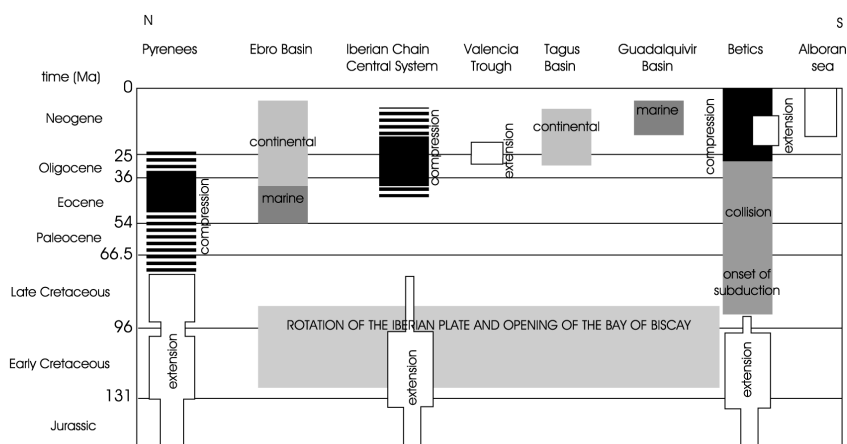 N
S
Pyrenees
Ebro Basin
Iberian Chain
Central System
Valencia
Trough
Tagus
Basin
Guadalquivir
Basin
Betics
Alboran
sea
time (Ma)
0
Neogene
25
Oligocene
36
Eocene
54
Paleocene
66.5
Late Cretaceous
96
Early Cretaceous
131
Jurassic
compression
extension
continental
marine
compression
extension
extension
continental
marine
compression
extension
collision
onset of
subduction
extension
ROTATION OF THE IBERIAN PLATE AND OPENING OF THE BAY OF BISCAY